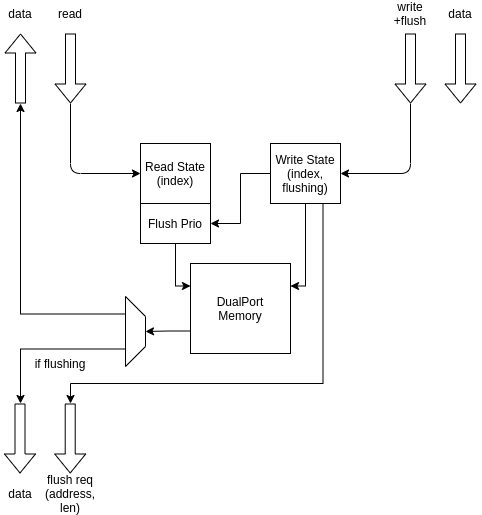 data
read
write
+flush
data
Read State
(index)
Write State
(index,
flushing)
Flush Prio
DualPort
Memory
if flushing
data
flush req
(address,
len)